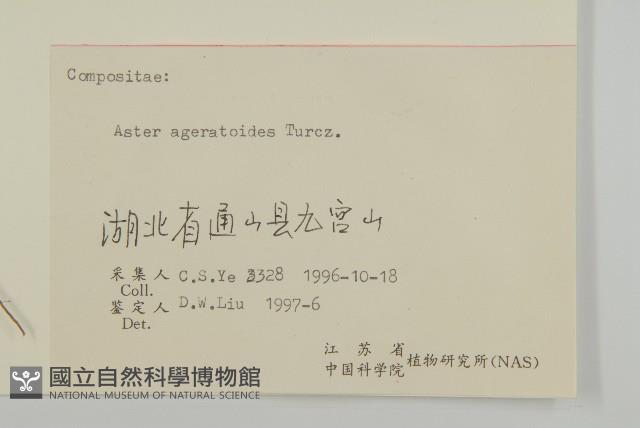 Compositae:
Aster ageratoides Turcz.
湖北省通山县九宫山
采集人 C.S.Ye 3328 1996-10-18
Coll.
鉴定人 D.W.Liu 1997-6
Det.
江苏省
中国科学院 植物研究所(NAS)
國立自然科學博物館
NATIONAL MUSEUM OF NATURAL SCIENCE